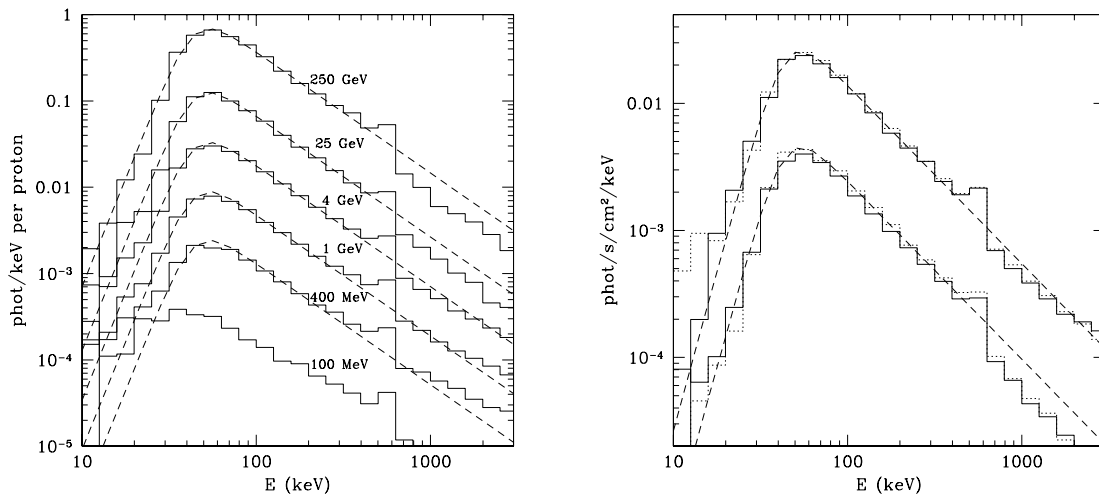 phot/keV per proton
1
0.1
0.01
10⁻³
10⁻⁴
10⁻⁵
250 GeV
25 GeV
4 GeV
1 GeV
400 MeV
100 MeV
10
100
1000
E (keV)
phot/s/cm²/keV
0.01
10⁻³
10⁻⁴
10
100
1000
E (keV)